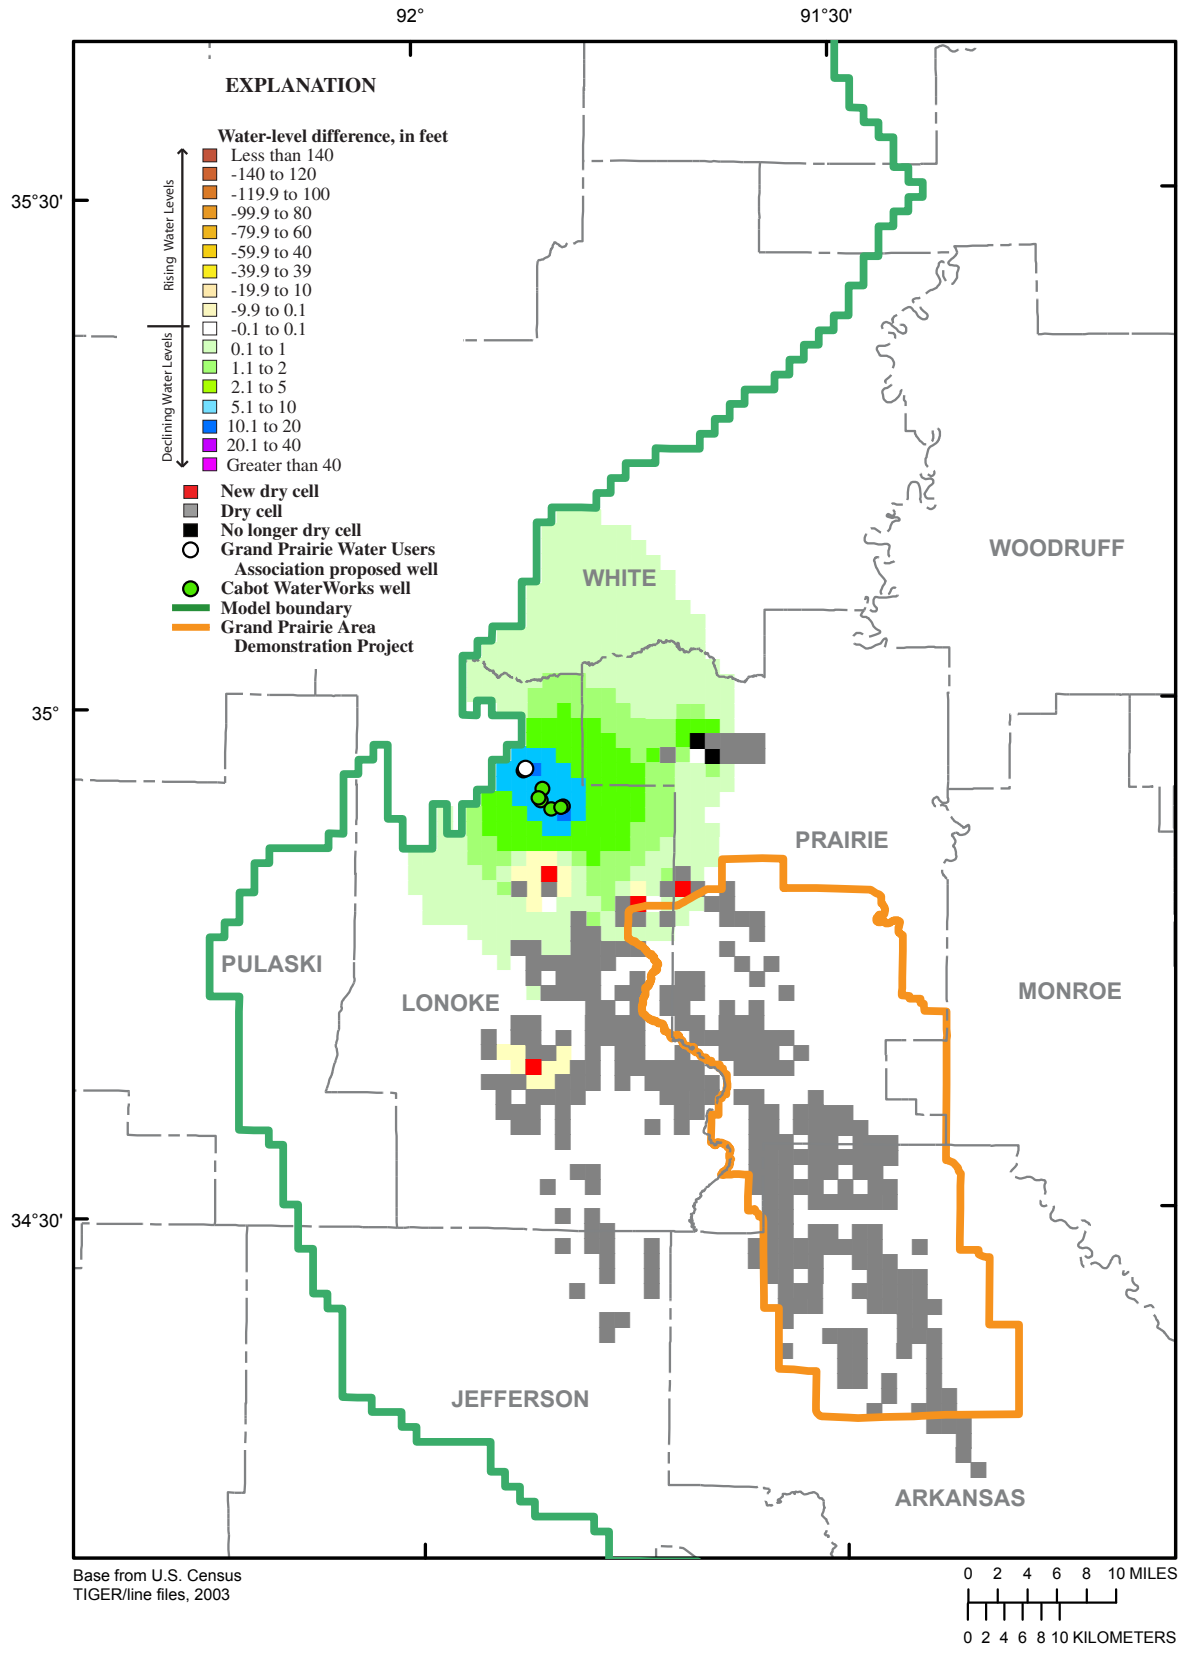 92°
91°30'
EXPLANATION
Water-level difference, in feet
Rising Water Levels
Declining Water Levels
Less than 140
-140 to 120
-119.9 to 100
-99.9 to 80
-79.9 to 60
-59.9 to 40
-39.9 to 39
-19.9 to 10
-9.9 to 0.1
-0.1 to 0.1
0.1 to 1
1.1 to 2
2.1 to 5
5.1 to 10
10.1 to 20
20.1 to 40
Greater than 40
New dry cell
Dry cell
No longer dry cell
Grand Prairie Water Users
Association proposed well
Cabot WaterWorks well
Model boundary
Grand Prairie Area
Demonstration Project
35°30'
35°
34°30'
WOODRUFF
WHITE
PRAIRIE
PULASKI
LONOKE
MONROE
JEFFERSON
ARKANSAS
Base from U.S. Census
TIGER/line files, 2003
0 2 4 6 8 10 MILES
0 2 4 6 8 10 KILOMETERS